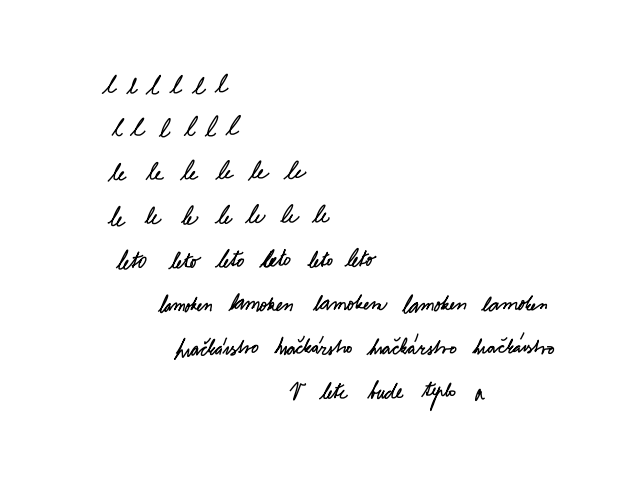 l l l l l l
l l l l l l
le le le le le le
le le le le le le le
leto leto leto leto leto leto
lamoken lamoken lamoken lamoken lamoken
hračkárstvo hračkárstvo hračkárstvo hračkárstvo
V lete bude teplo a